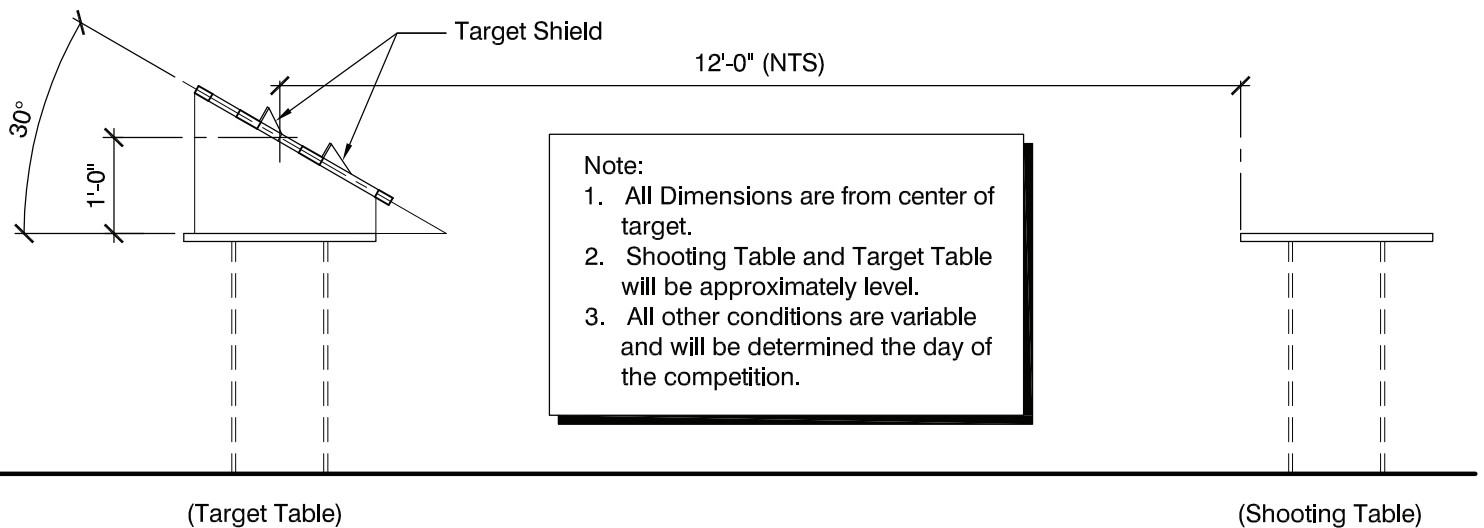 Target Shield
12'-0" (NTS)
30°
1'-0"
Note:
1. All Dimensions are from center of
target.
2. Shooting Table and Target Table
will be approximately level.
3. All other conditions are variable
and will be determined the day of
the competition.
(Target Table)
(Shooting Table)